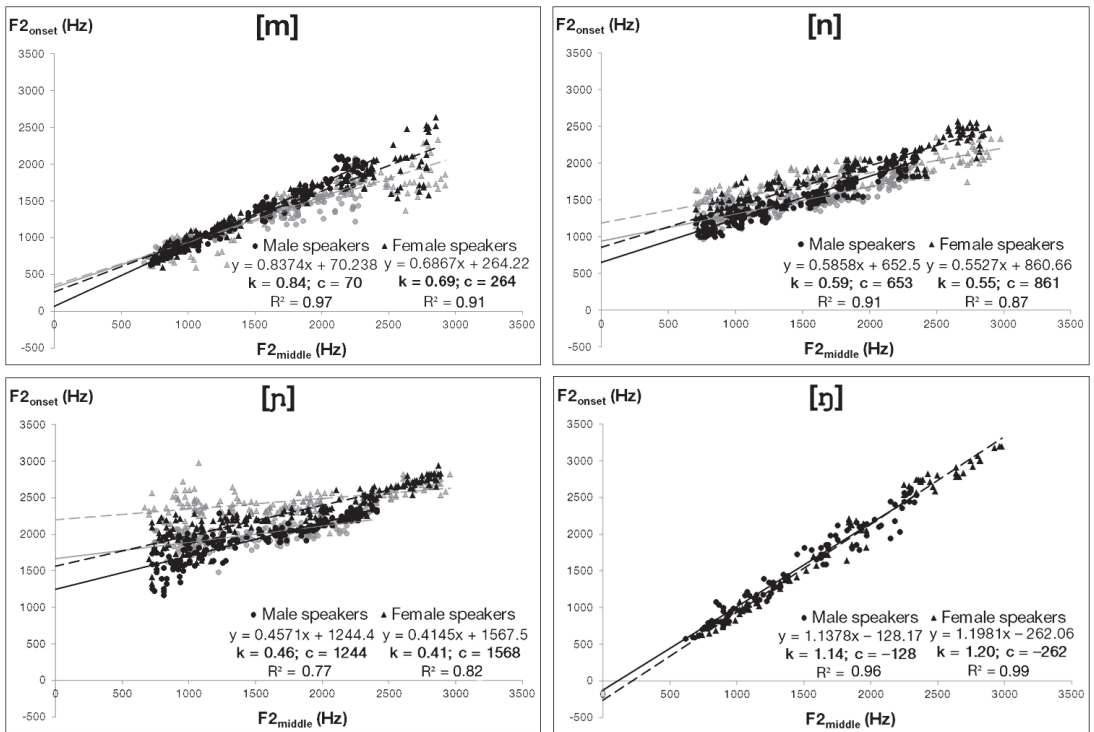 F2onset (Hz)
[m]
3500
3000
2500
2000
1500
1000
500
0
-500
0 500 1000 1500 2000 2500 3000 3500
F2middle (Hz)
● Male speakers ▲ Female speakers
y = 0.8374x + 70.238 y = 0.6867x + 264.22
k = 0.84; c = 70 k = 0.69; c = 264
R² = 0.97 R² = 0.91
F2onset (Hz)
[n]
3500
3000
2500
2000
1500
1000
500
0
-500
0 500 1000 1500 2000 2500 3000 3500
F2middle (Hz)
● Male speakers ▲ Female speakers
y = 0.5858x + 652.5 y = 0.5527x + 860.66
k = 0.59; c = 653 k = 0.55; c = 861
R² = 0.91 R² = 0.87
F2onset (Hz)
[ɲ]
3500
3000
2500
2000
1500
1000
500
0
-500
0 500 1000 1500 2000 2500 3000 3500
F2middle (Hz)
● Male speakers ▲ Female speakers
y = 0.4571x + 1244.4 y = 0.4145x + 1567.5
k = 0.46; c = 1244 k = 0.41; c = 1568
R² = 0.77 R² = 0.82
F2onset (Hz)
[ŋ]
3500
3000
2500
2000
1500
1000
500
0
-500
0 500 1000 1500 2000 2500 3000 3500
F2middle (Hz)
● Male speakers ▲ Female speakers
y = 1.1378x – 128.17 y = 1.1981x – 262.06
k = 1.14; c = –128 k = 1.20; c = –262
R² = 0.96 R² = 0.99